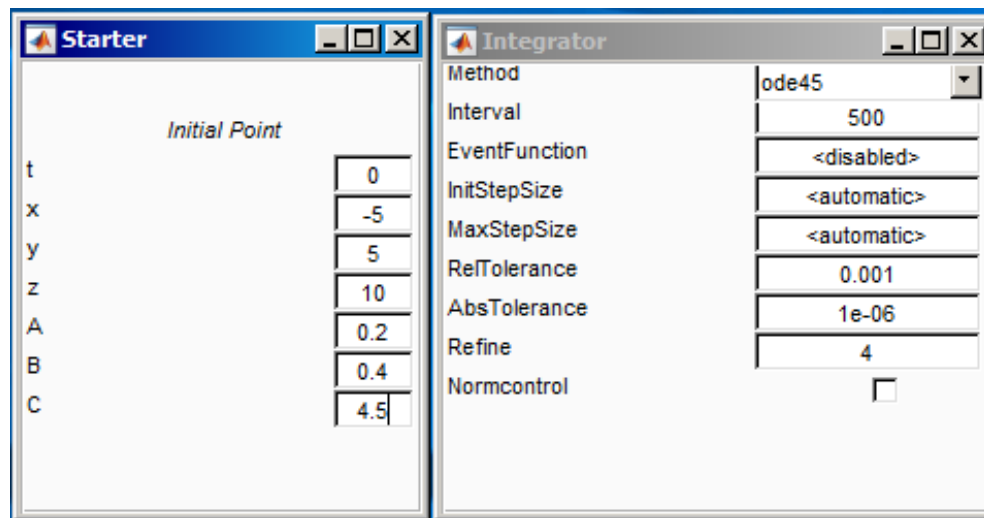 Starter
Initial Point
t 0
x -5
y 5
z 10
A 0.2
B 0.4
C 4.5
Integrator
Method ode45
Interval 500
EventFunction <disabled>
InitStepSize <automatic>
MaxStepSize <automatic>
RelTolerance 0.001
AbsTolerance 1e-06
Refine 4
Normcontrol